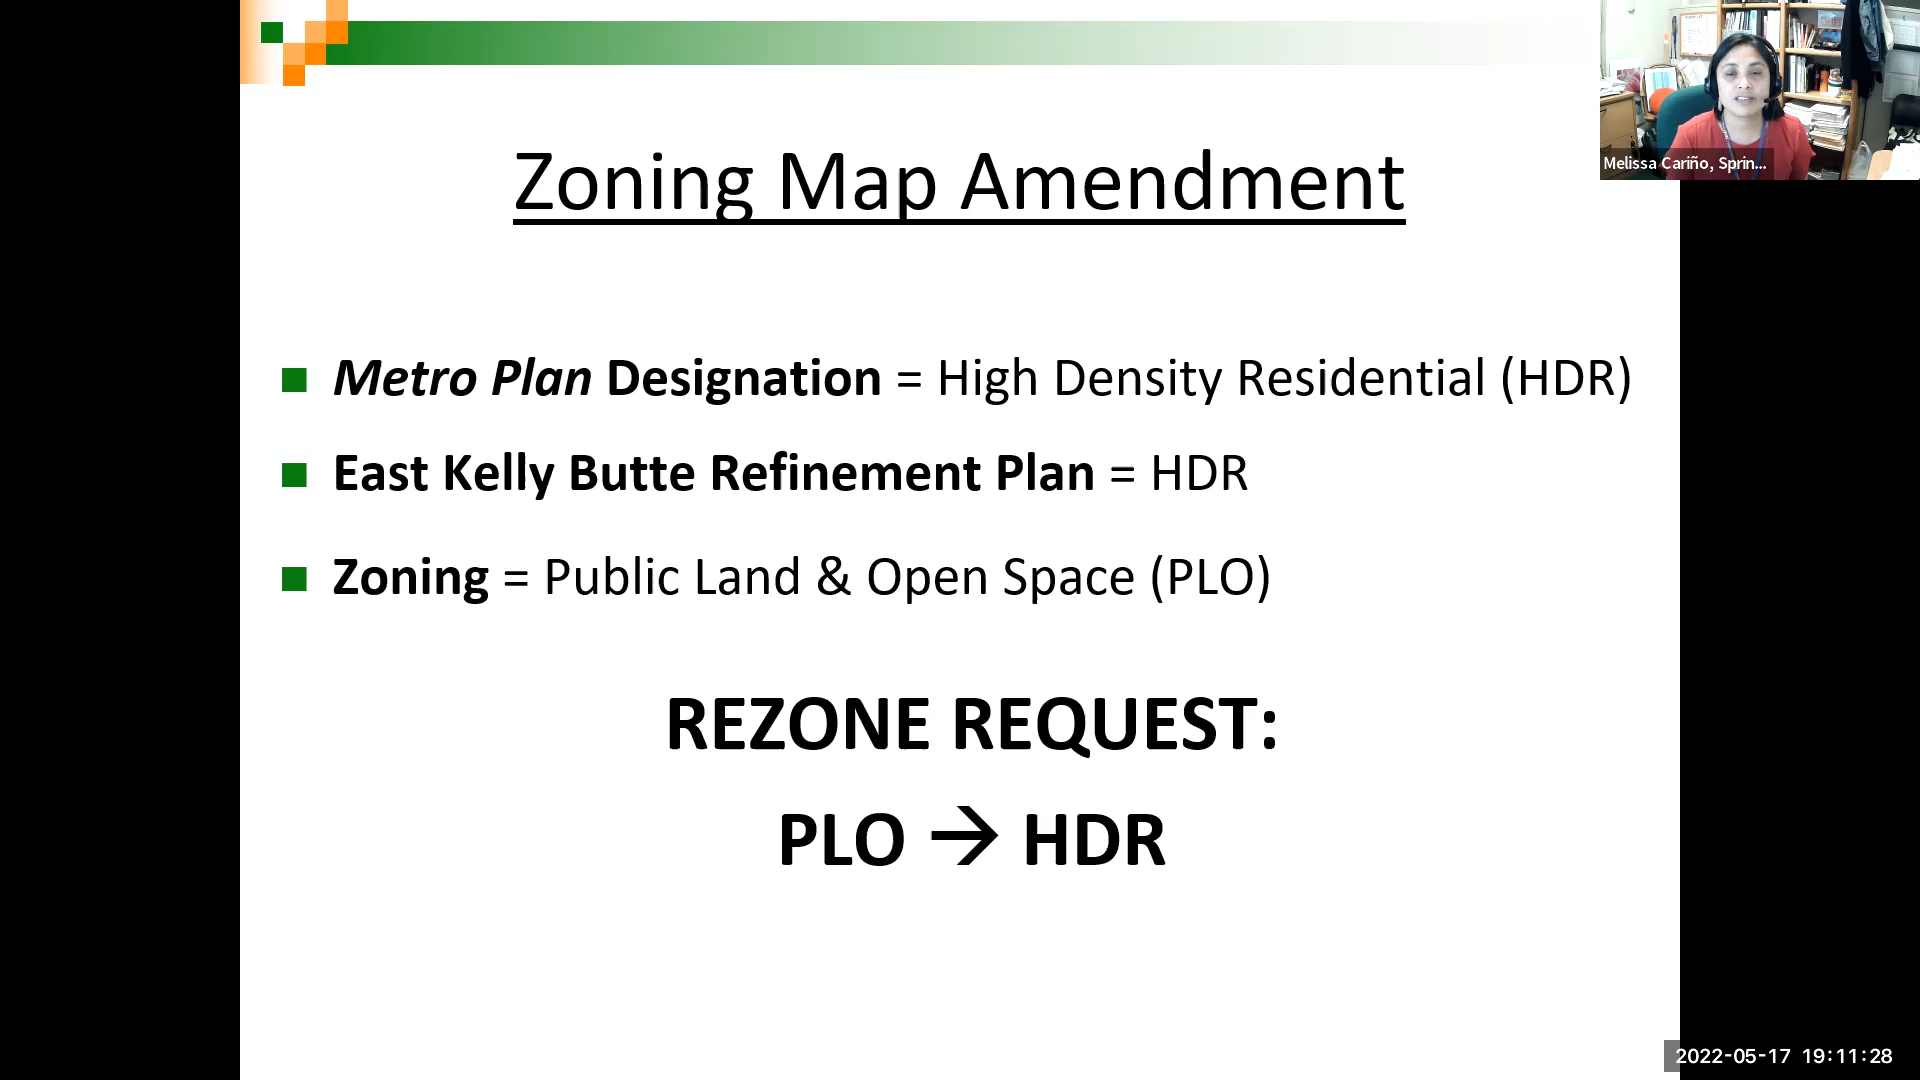 Zoning Map Amendment
Melissa Cariño, Sprin...
Metro Plan Designation = High Density Residential (HDR)
East Kelly Butte Refinement Plan = HDR
Zoning = Public Land & Open Space (PLO)
REZONE REQUEST:
PLO → HDR
2022-05-17 19:11:28